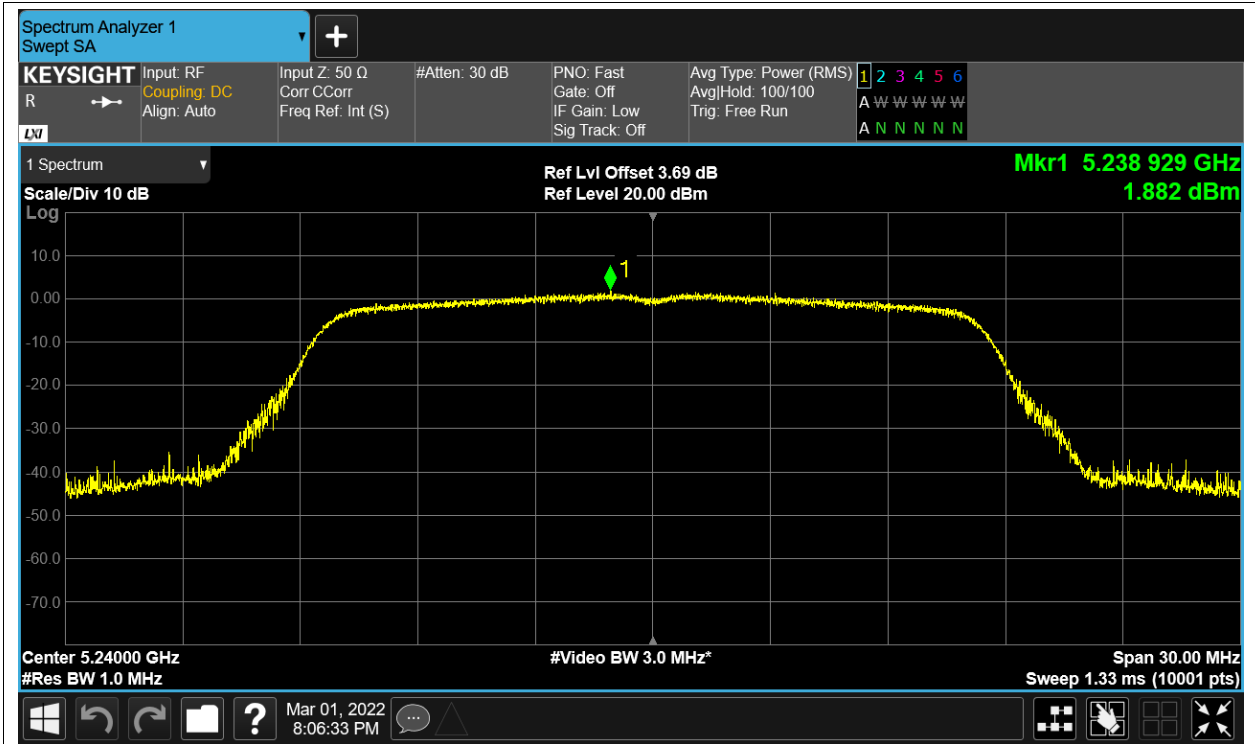 Spectrum Analyzer 1
Swept SA
KEYSIGHT
R
LXI
Input: RF
Coupling: DC
Align: Auto
Input Z: 50 Ω
Corr CCorr
Freq Ref: Int (S)
#Atten: 30 dB
PNO: Fast
Gate: Off
IF Gain: Low
Sig Track: Off
Avg Type: Power (RMS)
Avg|Hold: 100/100
Trig: Free Run
1 2 3 4 5 6
A W W W W W
A N N N N N
1 Spectrum
Scale/Div 10 dB
Log
Ref Lvl Offset 3.69 dB
Ref Level 20.00 dBm
Mkr1 5.238 929 GHz
1.882 dBm
1
10.0
0.00
-10.0
-20.0
-30.0
-40.0
-50.0
-60.0
-70.0
Center 5.24000 GHz
#Res BW 1.0 MHz
#Video BW 3.0 MHz*
Span 30.00 MHz
Sweep 1.33 ms (10001 pts)
?
Mar 01, 2022
8:06:33 PM